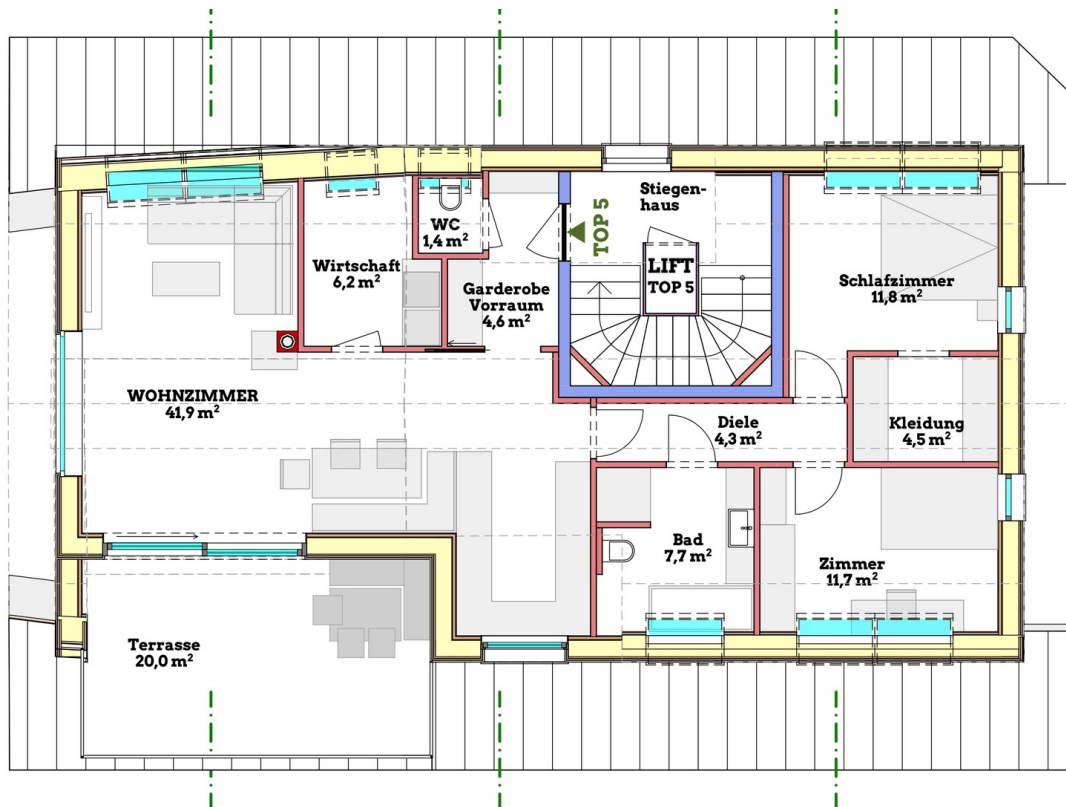 Stiegen-
haus
TOP 5
WC
1,4 m²
Wirtschaft
6,2 m²
Garderobe
Vorraum
4,6 m²
LIFT
TOP 5
Schlafzimmer
11,8 m²
WOHNZIMMER
41,9 m²
Diele
4,3 m²
Kleidung
4,5 m²
Bad
7,7 m²
Zimmer
11,7 m²
Terrasse
20,0 m²